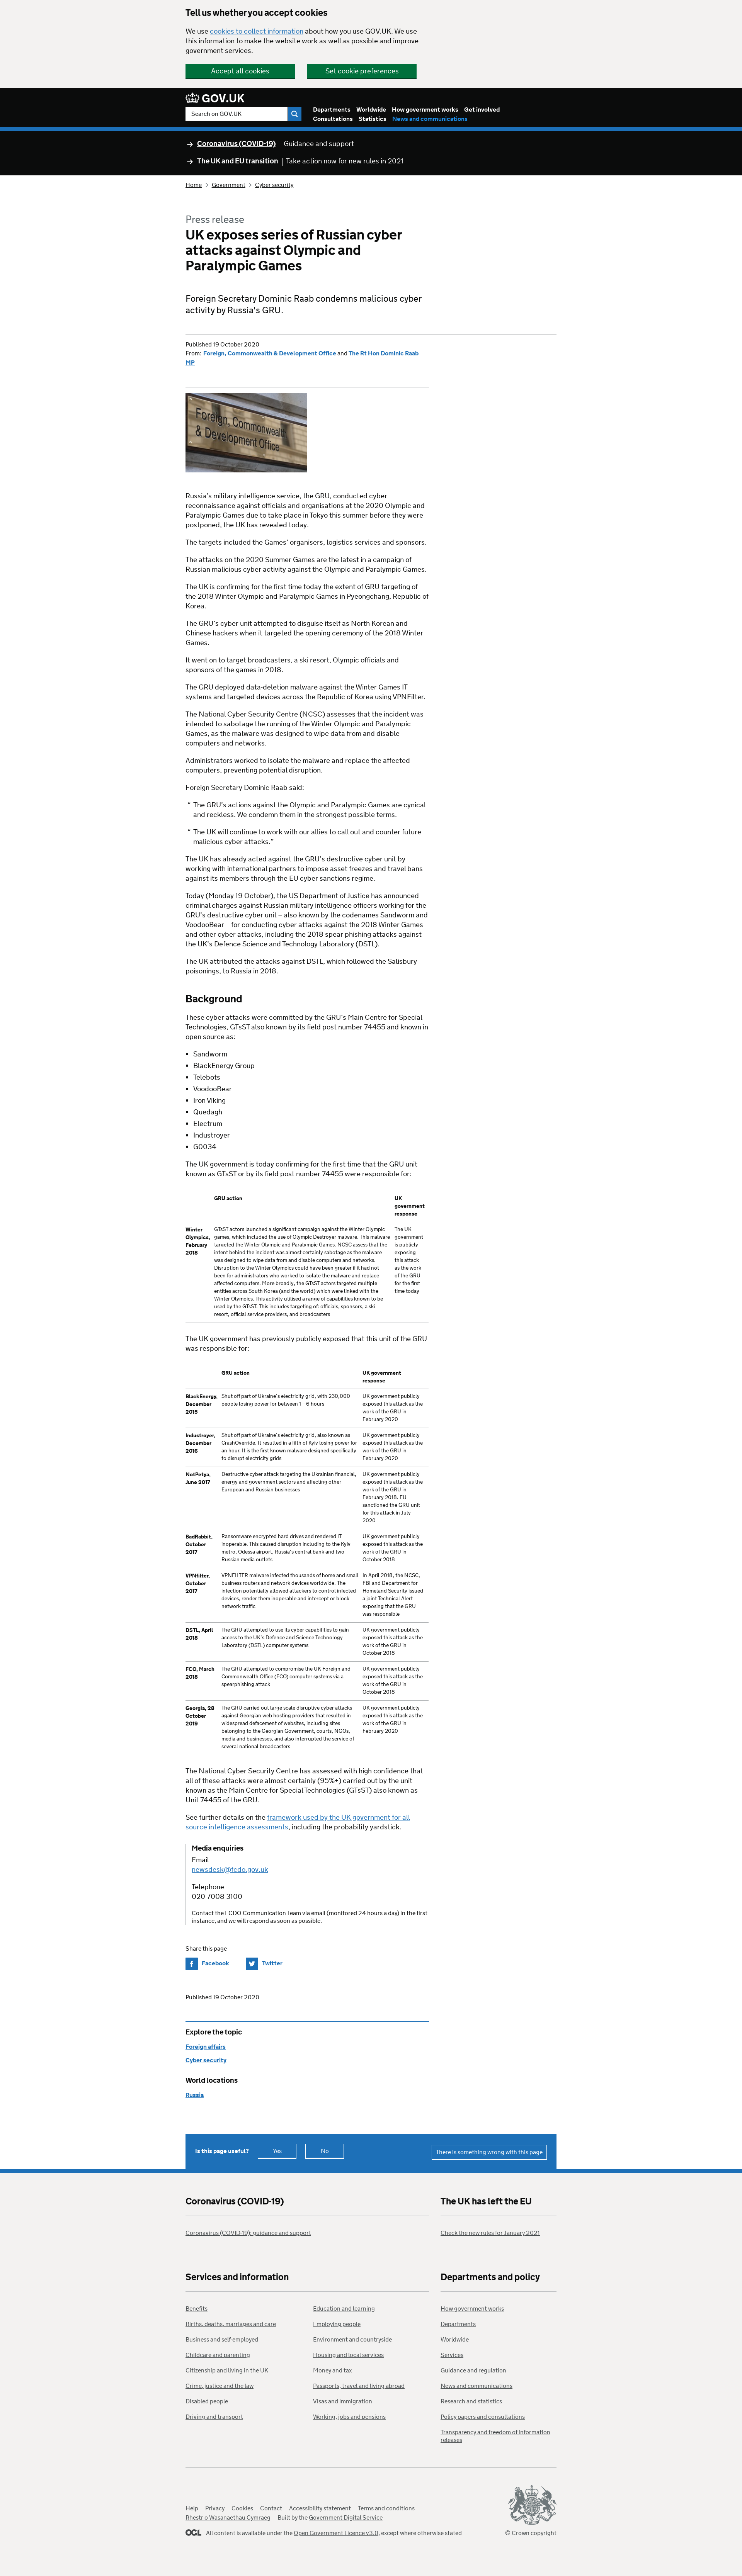 Tell us whether you accept cookies
We use cookies to collect information about how you use GOV.UK. We
use this information to make the website work as well as possible and improve
government services.
Accept all cookies
Set cookie preferences
GOV.UK
Search on GOV.UK
Departments Worldwide How government works Get involved
Consultations Statistics News and communications
→ Coronavirus (COVID-19) | Guidance and support
→ The UK and EU transition | Take action now for new rules in 2021
Home > Government > Cyber security
Press release
UK exposes series of Russian cyber
attacks against Olympic and
Paralympic Games
Foreign Secretary Dominic Raab condemns malicious cyber
activity by Russia's GRU.
Published 19 October 2020
From: Foreign, Commonwealth & Development Office and The Rt Hon Dominic Raab
MP
Foreign, Commonwealth
& Development Office
Russia's military intelligence service, the GRU, conducted cyber
reconnaissance against officials and organisations at the 2020 Olympic and
Paralympic Games due to take place in Tokyo this summer before they were
postponed, the UK has revealed today.
The targets included the Games' organisers, logistics services and sponsors.
The attacks on the 2020 Summer Games are the latest in a campaign of
Russian malicious cyber activity against the Olympic and Paralympic Games.
The UK is confirming for the first time today the extent of GRU targeting
of the 2018 Winter Olympic and Paralympic Games in Pyeongchang, Republic of
Korea.
The GRU's cyber unit attempted to disguise itself as North Korean and
Chinese hackers when it targeted the opening ceremony of the 2018 Winter
Games.
It went on to target broadcasters, a ski resort, Olympic officials and
sponsors of the games in 2018.
The GRU deployed data-deletion malware against the Winter Games IT
systems and targeted devices across the Republic of Korea using VPNFilter.
The National Cyber Security Centre (NCSC) assesses that the incident was
intended to sabotage the running of the Winter Olympic and Paralympic
Games, as the malware was designed to wipe data from and disable
computers and networks.
Administrators worked to isolate the malware and replace the affected
computers, preventing potential disruption.
Foreign Secretary Dominic Raab said:
“ The GRU's actions against the Olympic and Paralympic Games are cynical
and reckless. We condemn them in the strongest possible terms.
“ The UK will continue to work with our allies to call out and counter future
malicious cyber attacks.”
The UK has already acted against the GRU's destructive cyber unit by
working with international partners to impose asset freezes and travel bans
against its members through the EU cyber sanctions regime.
Today (Monday 19 October), the US Department of Justice has announced
criminal charges against Russian military intelligence officers working for the
GRU's destructive cyber unit – also known by the codenames Sandworm and
VoodooBear – for conducting cyber attacks against the 2018 Winter Games
and other cyber attacks, including the 2018 spear phishing attacks against
the UK's Defence Science and Technology Laboratory (DSTL).
The UK attributed the attacks against DSTL, which followed the Salisbury
poisonings, to Russia in 2018.
Background
These cyber attacks were committed by the GRU's Main Centre for Special
Technologies, GTsST also known by its field post number 74455 and known in
open source as:
• Sandworm
• BlackEnergy Group
• Telebots
• VoodooBear
• Iron Viking
• Quedagh
• Electrum
• Industroyer
• G0034
The UK government is today confirming for the first time that the GRU unit
known as GTsST or by its field post number 74455 were responsible for:
GRU action
UK
government
response
Winter
Olympics,
February
2018
GTsST actors launched a significant campaign against the Winter Olympic
games, which included the use of Olympic Destroyer malware. This malware
targeted the Winter Olympic and Paralympic Games. NCSC assess that the
intent behind the incident was almost certainly sabotage as the malware
was designed to wipe data from and disable computers and networks.
Disruption to the Winter Olympics could have been greater if it had not
been for administrators who worked to isolate the malware and replace
affected computers. More broadly, the GTsST actors targeted multiple
entities across South Korea (and the world) which were linked with the
Winter Olympics. This activity utilised a range of capabilities known to be
used by the GTsST. This includes targeting of: officials, sponsors, a ski
resort, official service providers, and broadcasters
The UK
government
is publicly
exposing
this attack
as the work
of the GRU
for the first
time today
The UK government has previously publicly exposed that this unit of the GRU
was responsible for:
GRU action
UK government
response
BlackEnergy,
December
2015
Shut off part of Ukraine's electricity grid, with 230,000
people losing power for between 1 – 6 hours
UK government publicly
exposed this attack as the
work of the GRU in
February 2020
Industroyer,
December
2016
Shut off part of Ukraine's electricity grid, also known as
CrashOverride. It resulted in a fifth of Kyiv losing power for
an hour. It is the first known malware designed specifically
to disrupt electricity grids
UK government publicly
exposed this attack as the
work of the GRU in
February 2020
NotPetya,
June 2017
Destructive cyber attack targeting the Ukrainian financial,
energy and government sectors and affecting other
European and Russian businesses
UK government publicly
exposed this attack as the
work of the GRU in
February 2018. EU
sanctioned the GRU unit
for this attack in July
2020
BadRabbit,
October
2017
Ransomware encrypted hard drives and rendered IT
inoperable. This caused disruption including to the Kyiv
metro, Odessa airport, Russia's central bank and two
Russian media outlets
UK government publicly
exposed this attack as the
work of the GRU in
October 2018
VPNfilter,
October
2017
VPNFILTER malware infected thousands of home and small
business routers and network devices worldwide. The
infection potentially allowed attackers to control infected
devices, render them inoperable and intercept or block
network traffic
In April 2018, the NCSC,
FBI and Department for
Homeland Security issued
a joint Technical Alert
exposing that the GRU
was responsible
DSTL, April
2018
The GRU attempted to use its cyber capabilities to gain
access to the UK's Defence and Science Technology
Laboratory (DSTL) computer systems
UK government publicly
exposed this attack as the
work of the GRU in
October 2018
FCO, March
2018
The GRU attempted to compromise the UK Foreign and
Commonwealth Office (FCO) computer systems via a
spearphishing attack
UK government publicly
exposed this attack as the
work of the GRU in
October 2018
Georgia, 28
October
2019
The GRU carried out large scale disruptive cyber-attacks
against Georgian web hosting providers that resulted in
widespread defacement of websites, including sites
belonging to the Georgian Government, courts, NGOs,
media and businesses, and also interrupted the service of
several national broadcasters
UK government publicly
exposed this attack as the
work of the GRU in
February 2020
The National Cyber Security Centre has assessed with high confidence that
all of these attacks were almost certainly (95%+) carried out by the unit
known as the Main Centre for Special Technologies (GTsST) also known as
Unit 74455 of the GRU.
See further details on the framework used by the UK government for all
source intelligence assessments, including the probability yardstick.
Media enquiries
Email
newsdesk@fcdo.gov.uk
Telephone
020 7008 3100
Contact the FCDO Communication Team via email (monitored 24 hours a day) in the first
instance, and we will respond as soon as possible.
Share this page
Facebook
Twitter
Published 19 October 2020
Explore the topic
Foreign affairs
Cyber security
World locations
Russia
Is this page useful?
Yes
No
There is something wrong with this page
Coronavirus (COVID-19)
Coronavirus (COVID-19): guidance and support
The UK has left the EU
Check the new rules for January 2021
Services and information
Benefits
Births, deaths, marriages and care
Business and self-employed
Childcare and parenting
Citizenship and living in the UK
Crime, justice and the law
Disabled people
Driving and transport
Education and learning
Employing people
Environment and countryside
Housing and local services
Money and tax
Passports, travel and living abroad
Visas and immigration
Working, jobs and pensions
Departments and policy
How government works
Departments
Worldwide
Services
Guidance and regulation
News and communications
Research and statistics
Policy papers and consultations
Transparency and freedom of information
releases
Help Privacy Cookies Contact Accessibility statement Terms and conditions
Rhestr o Wasanaethau Cymraeg Built by the Government Digital Service
OGL All content is available under the Open Government Licence v3.0, except where otherwise stated
© Crown copyright